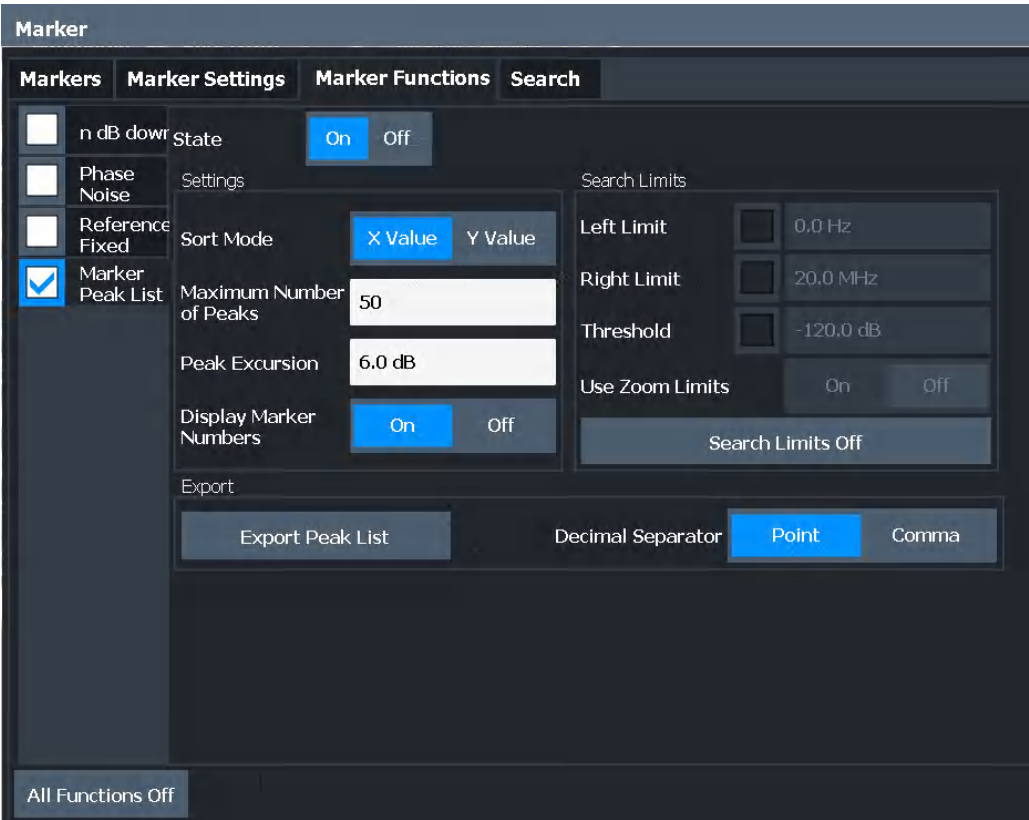 Marker
Markers Marker Settings Marker Functions Search
n dB down
State On Off
Phase
Noise
Reference
Fixed
Marker
Peak List
Settings
Sort Mode X Value Y Value
Maximum Number
of Peaks
50
Peak Excursion 6.0 dB
Display Marker
Numbers
On Off
Search Limits
Left Limit 0.0 Hz
Right Limit 20.0 MHz
Threshold -120.0 dB
Use Zoom Limits On Off
Search Limits Off
Export
Export Peak List Decimal Separator Point Comma
All Functions Off